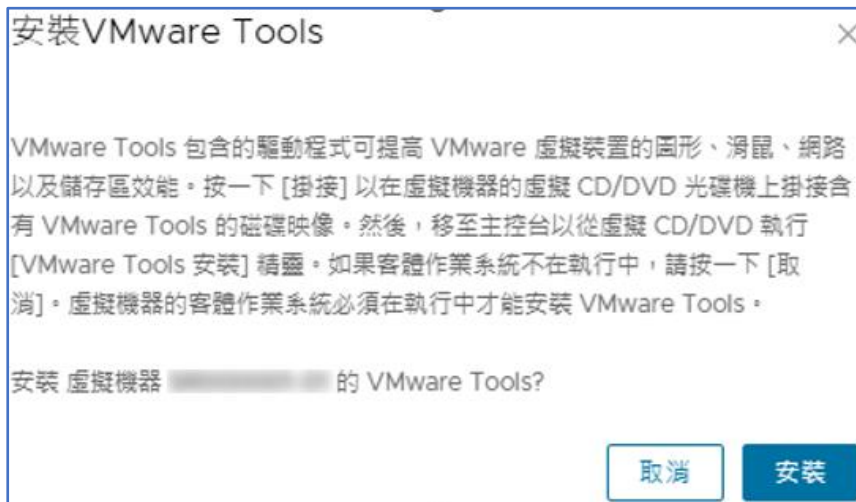 安裝VMware Tools
VMware Tools 包含的驅動程式可提高 VMware 虛擬裝置的圖形、滑鼠、網路
以及儲存區效能。按一下 [掛接] 以在虛擬機器的虛擬 CD/DVD 光碟機上掛接含
有 VMware Tools 的磁碟映像。然後，移至主控台以從虛擬 CD/DVD 執行
[VMware Tools 安裝] 精靈。如果客體作業系統不在執行中，請按一下 [取
消]。虛擬機器的客體作業系統必須在執行中才能安裝 VMware Tools。
安裝 虛擬機器 的 VMware Tools?
取消 安裝